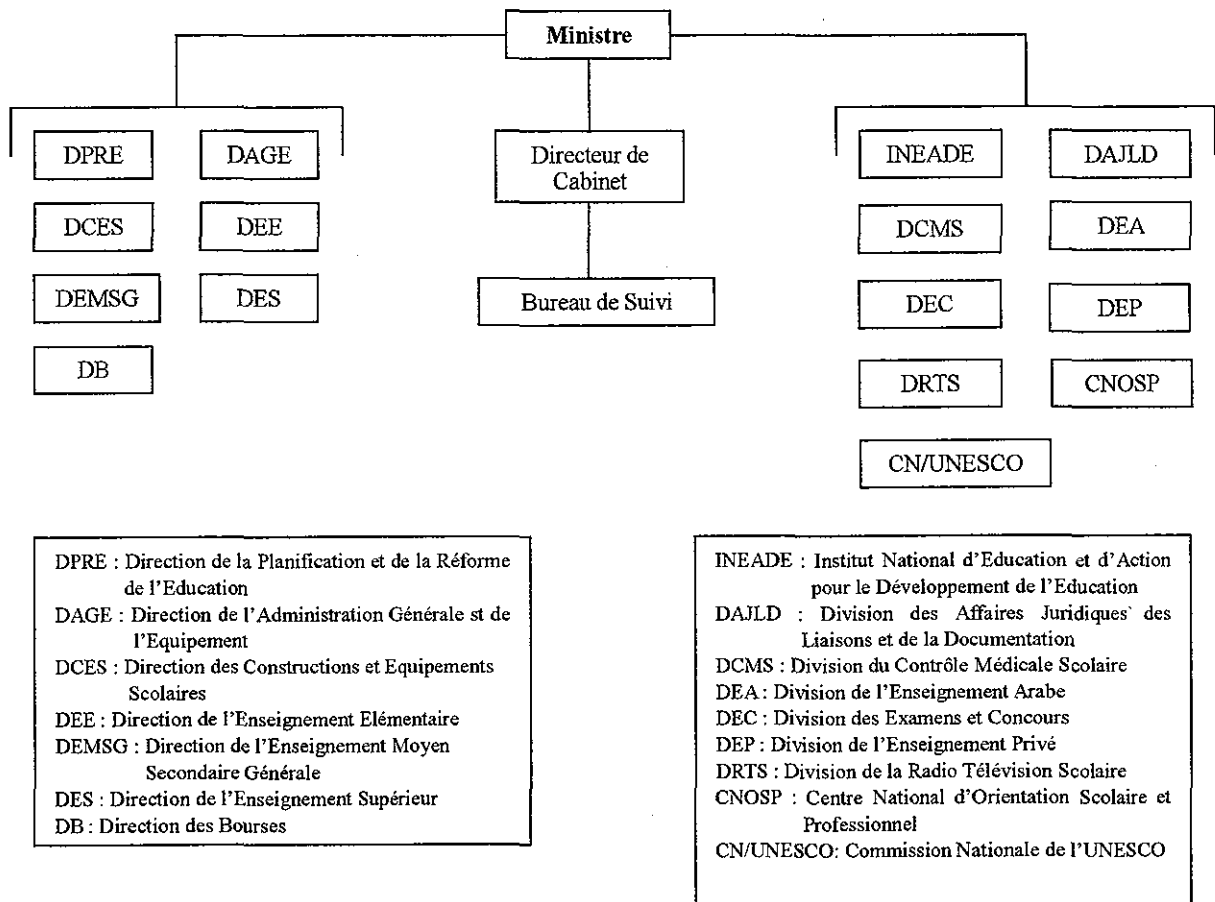 Ministre
DPRE
DAGE
Directeur de
Cabinet
INEADE
DAJLD
DCES
DEE
DCMS
DEA
DEMSG
DES
Bureau de Suivi
DEC
DEP
DB
DRTS
CNOSP
CN/UNESCO
DPRE : Direction de la Planification et de la Réforme
de l'Education
DAGE : Direction de l'Administration Générale st de
l'Equipement
DCES : Direction des Constructions et Equipements
Scolaires
DEE : Direction de l'Enseignement Elémentaire
DEMSG : Direction de l'Enseignement Moyen
Secondaire Générale
DES : Direction de l'Enseignement Supérieur
DB : Direction des Bourses
INEADE : Institut National d'Education et d'Action
pour le Développement de l'Education
DAJLD : Division des Affaires Juridiques des
Liaisons et de la Documentation
DCMS : Division du Contrôle Médicale Scolaire
DEA : Division de l'Enseignement Arabe
DEC : Division des Examens et Concours
DEP : Division de l'Enseignement Privé
DRTS : Division de la Radio Télévision Scolaire
CNOSP : Centre National d'Orientation Scolaire et
Professionnel
CN/UNESCO: Commission Nationale de l'UNESCO